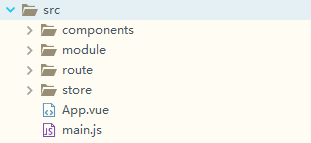 src
components
module
route
store
App.vue
main.js